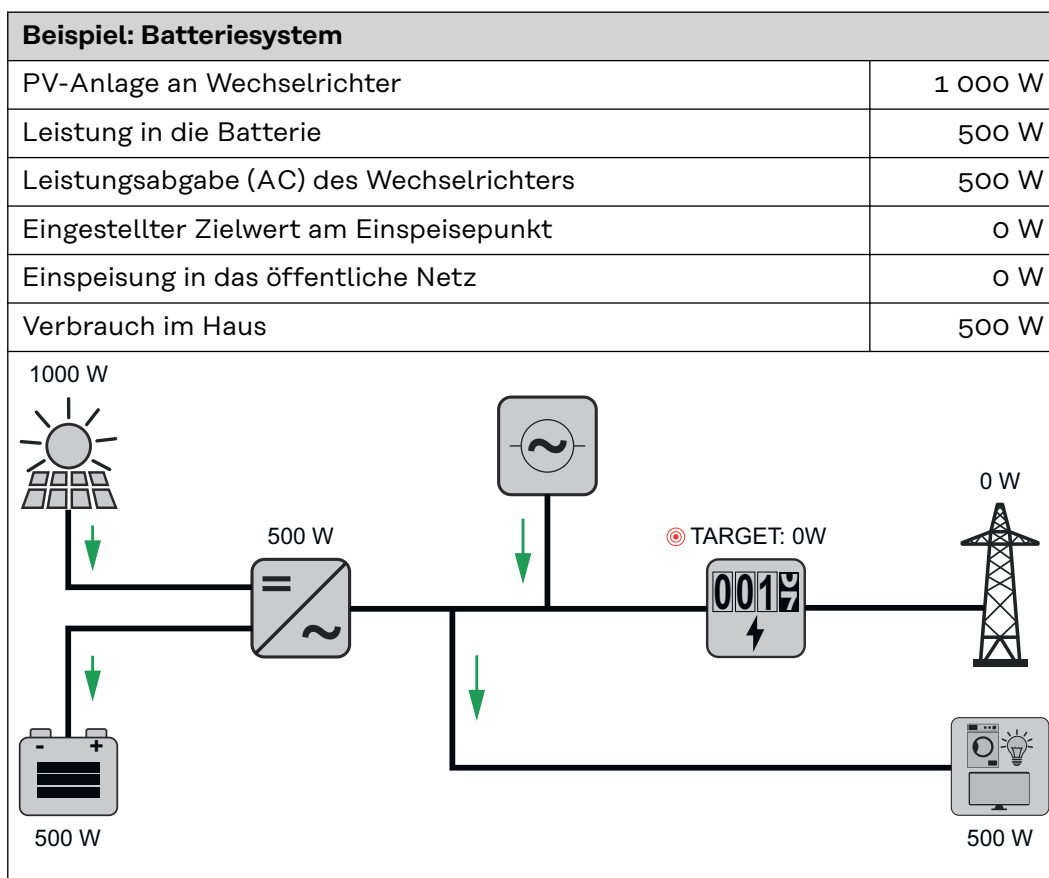 Beispiel: Batteriesystem
PV-Anlage an Wechselrichter 1 000 W
Leistung in die Batterie 500 W
Leistungsabgabe (AC) des Wechselrichters 500 W
Eingestellter Zielwert am Einspeisepunkt 0 W
Einspeisung in das öffentliche Netz 0 W
Verbrauch im Haus 500 W
1000 W
0 W
500 W
TARGET: 0W
001
- +
500 W
500 W